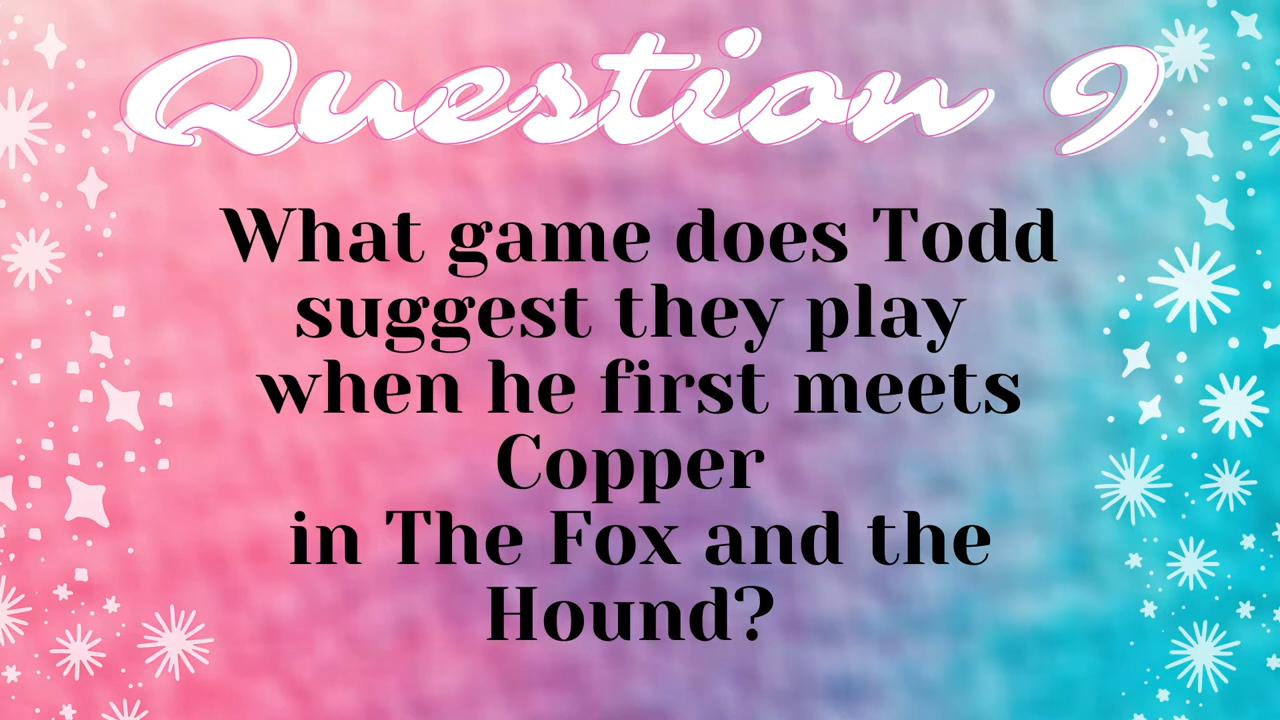 Question 9
What game does Todd
suggest they play
when he first meets
Copper
in The Fox and the
Hound?